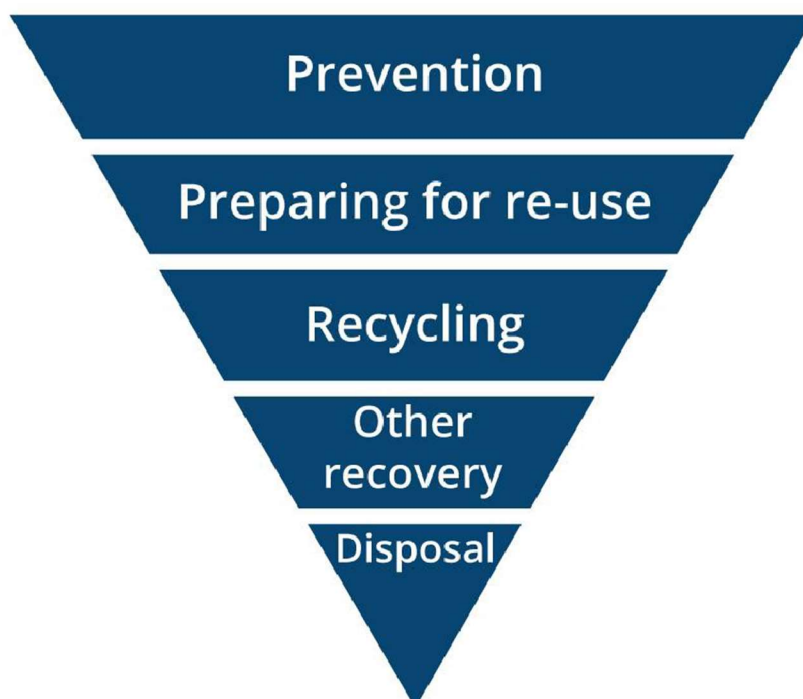 Prevention
Preparing for re-use
Recycling
Other
recovery
Disposal